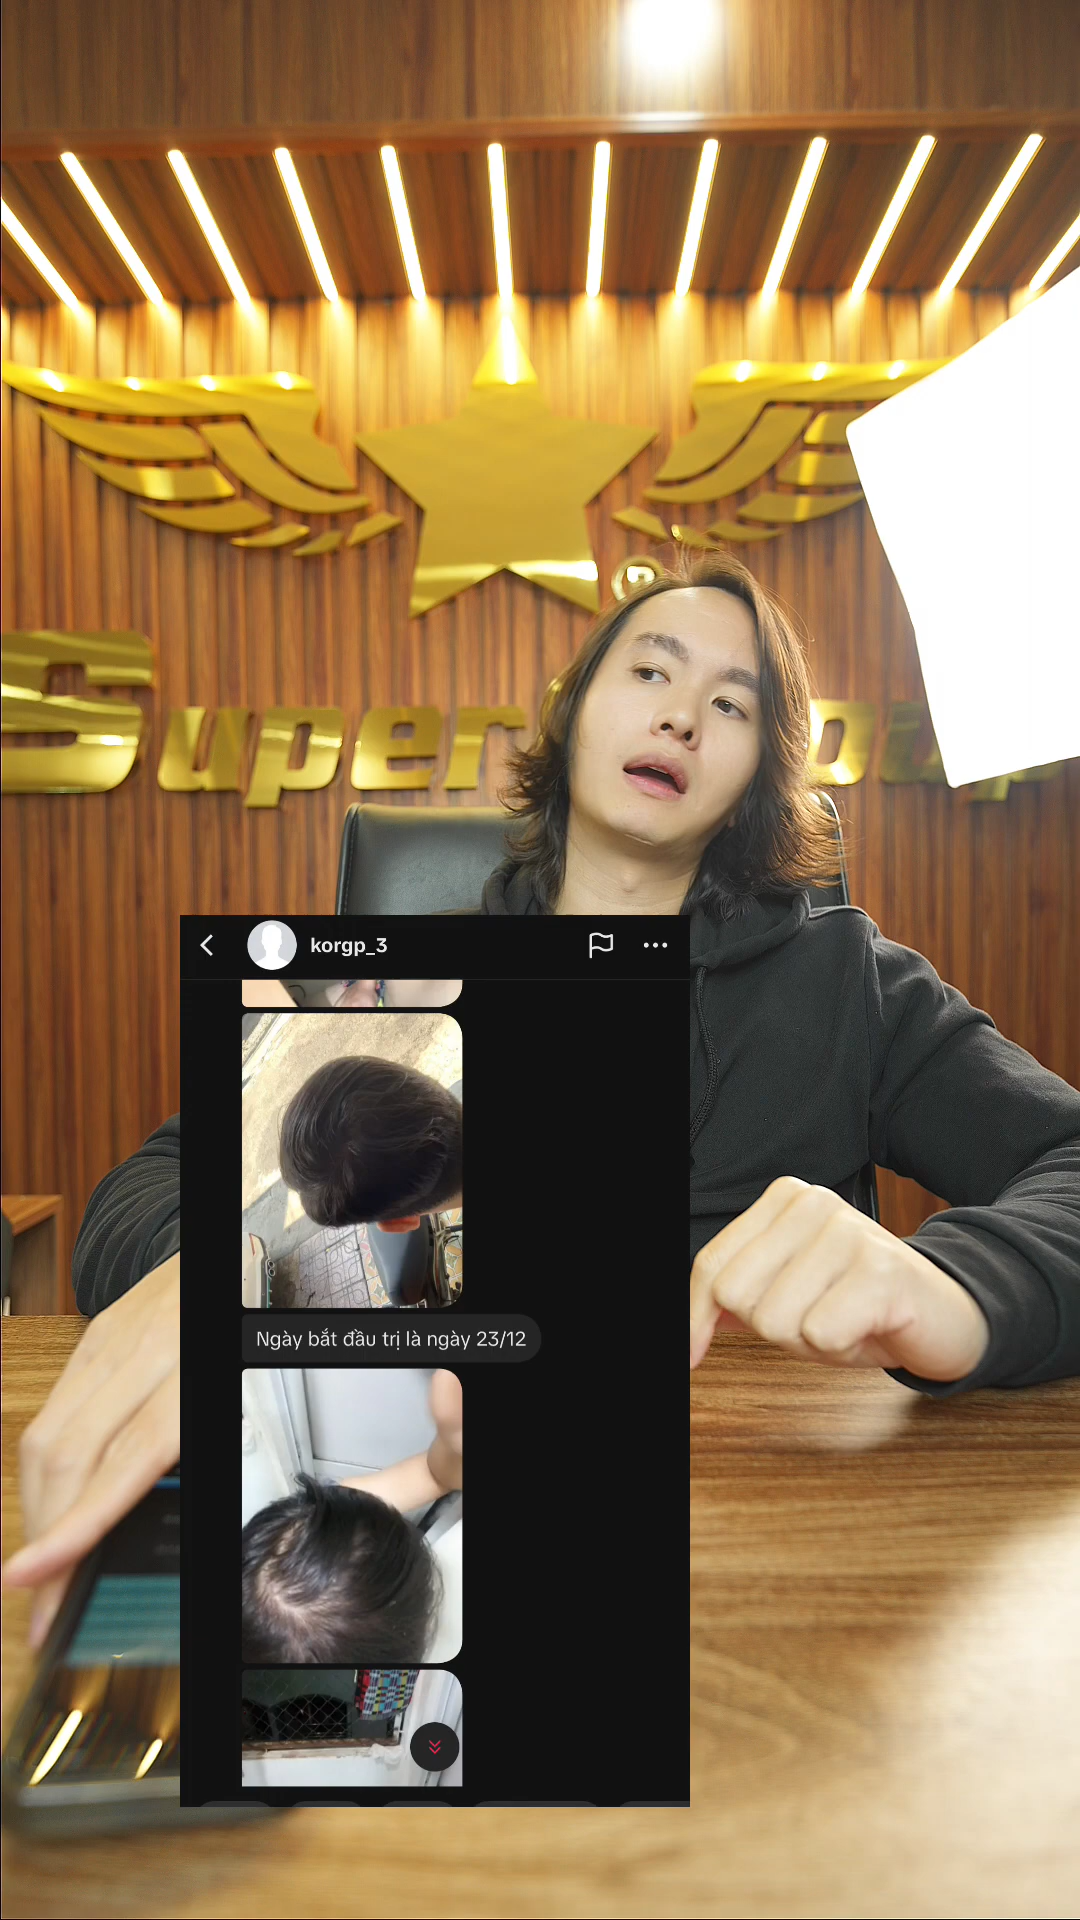 ®
Super
korgp_3
Ngày bắt đầu trị là ngày 23/12